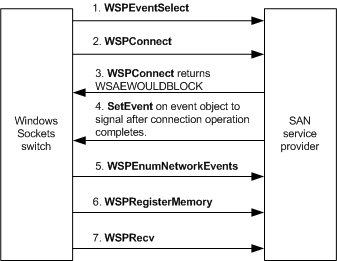 1. WSPEventSelect
2. WSPConnect
3. WSPConnect returns
WSAEWOULDBLOCK
4. SetEvent on event object to
signal after connection operation
completes.
Windows
Sockets
switch
SAN
service
provider
5. WSPEnumNetworkEvents
6. WSPRegisterMemory
7. WSPRecv